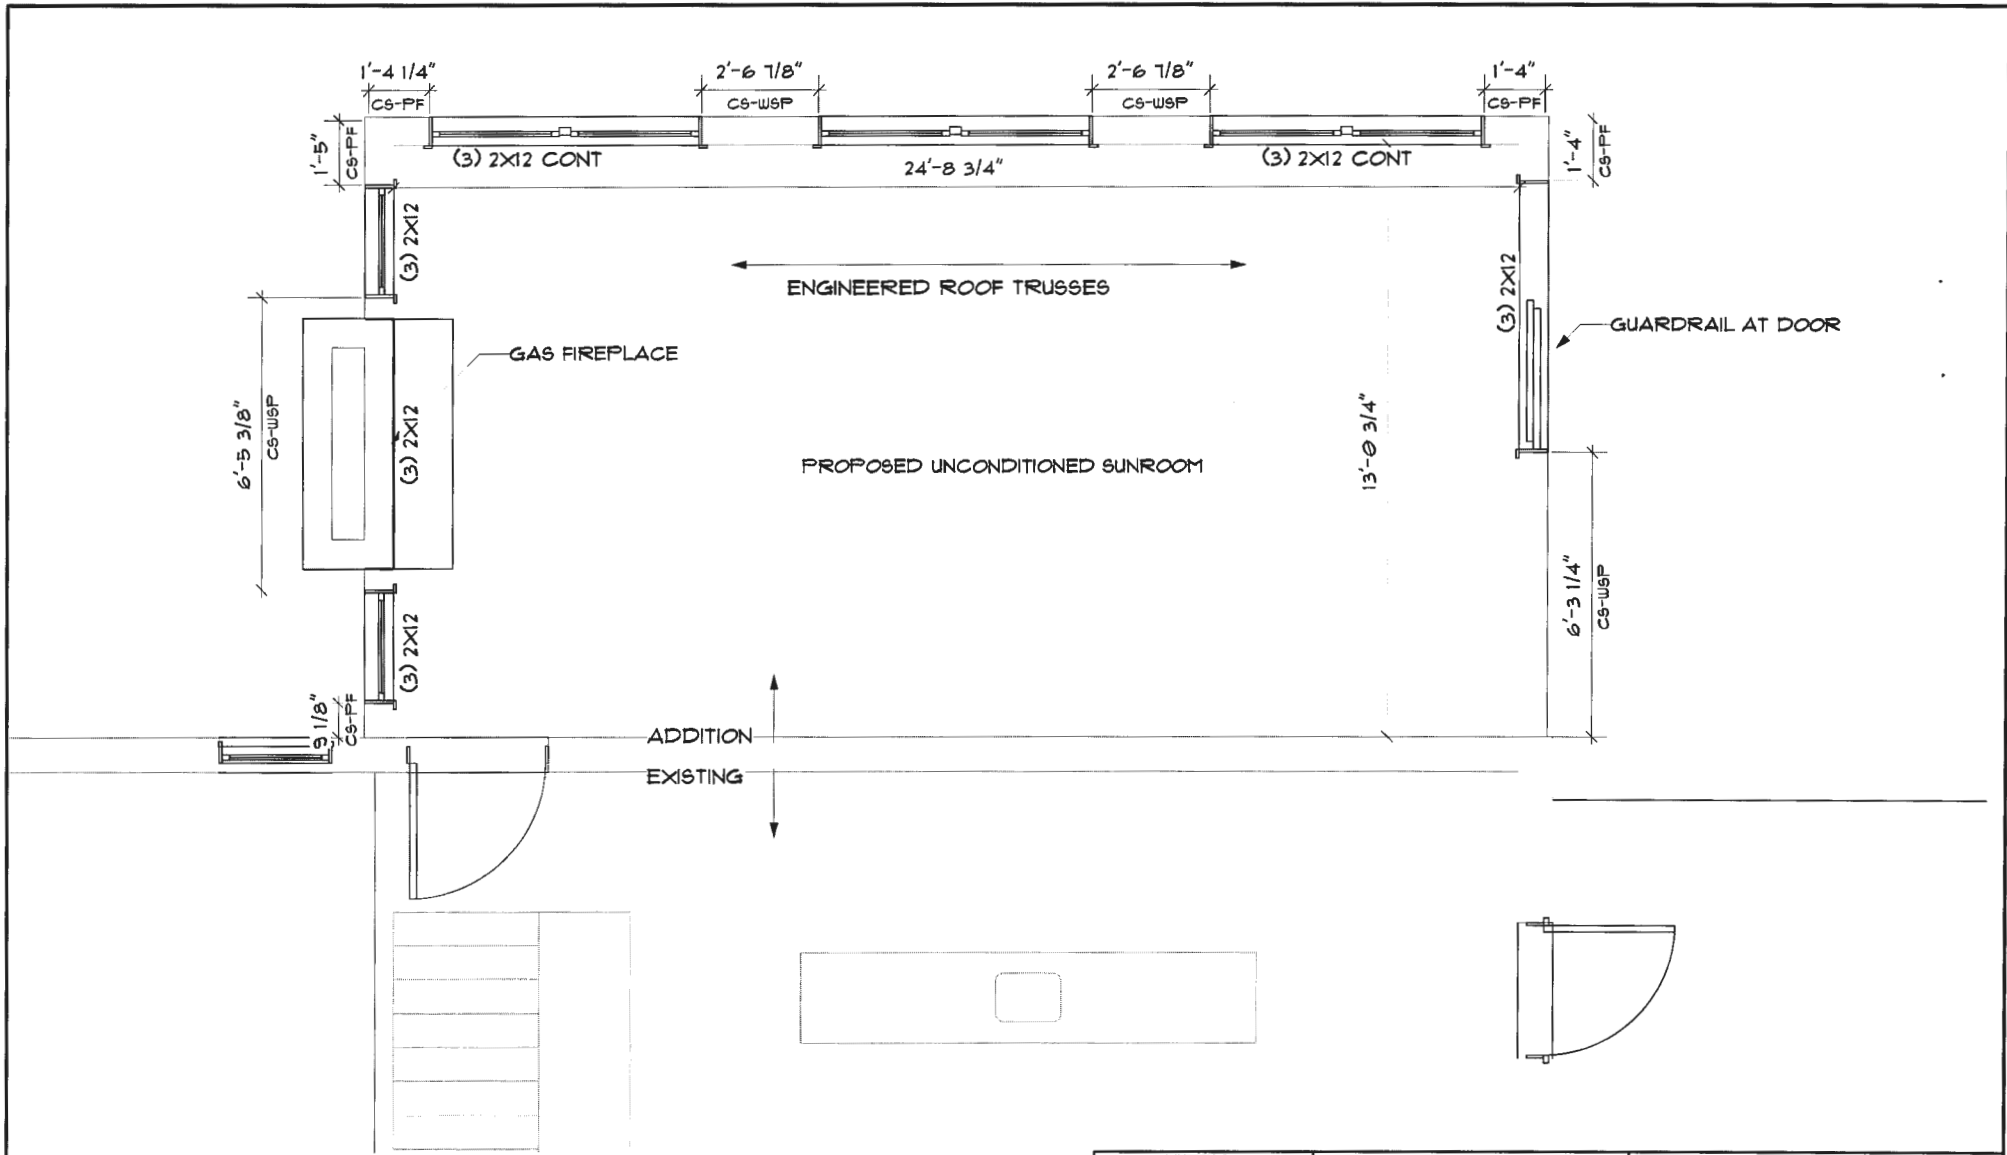 1'-4 1/4" 2'-6 7/8" 2'-6 7/8" 1'-4"
CS-PF CS-WSP CS-WSP CS-PF
1'-5"
CS-PF
(3) 2X12 CONT
24'-8 3/4"
(3) 2X12 CONT
1'-4"
CS-PF
(3) 2X12
ENGINEERED ROOF TRUSSES
(3) 2X12
GUARDRAIL AT DOOR
GAS FIREPLACE
6'-5 3/8"
CS-WSP
(3) 2X12
PROPOSED UNCONDITIONED SUNROOM
13'-0 3/4"
6'-3 1/4"
CS-WSP
(3) 2X12
9 1/8"
CS-PF
ADDITION
EXISTING